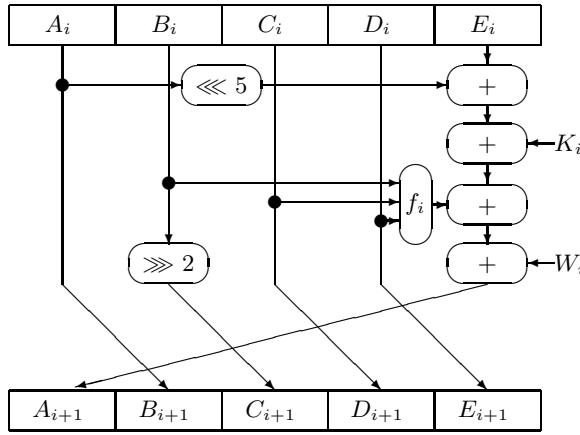 A_i B_i C_i D_i E_i
⋘ 5 +
+ K_i
f_i +
⋙ 2 + W_i
A_{i+1} B_{i+1} C_{i+1} D_{i+1} E_{i+1}